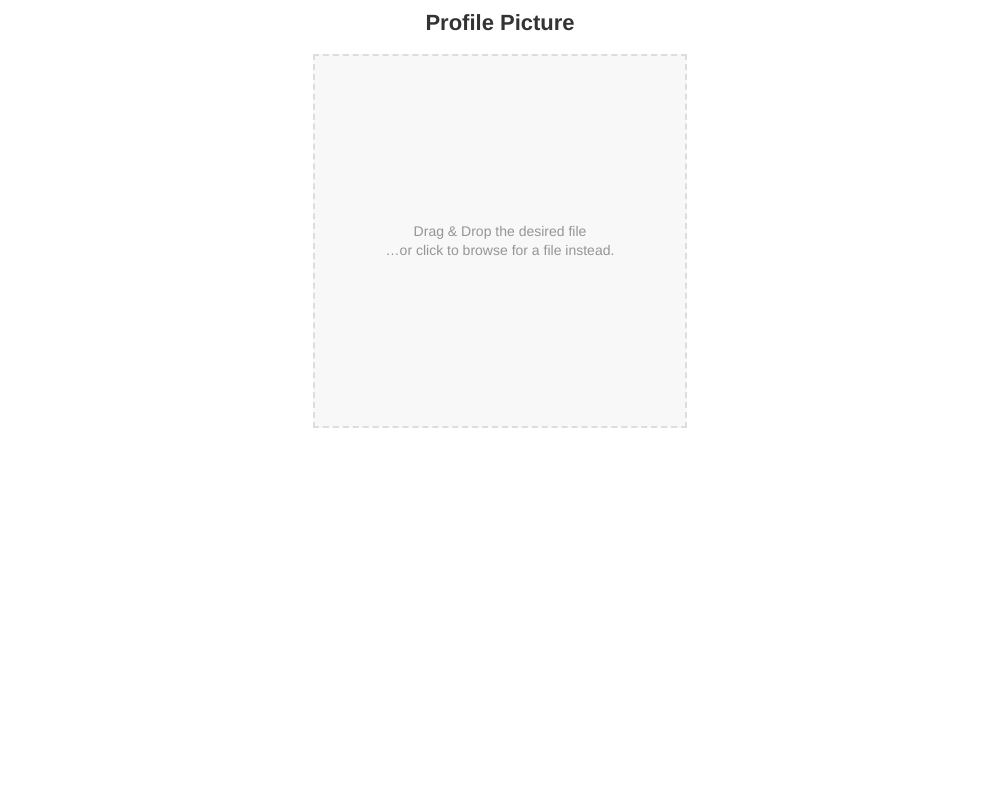 Profile Picture
Drag & Drop the desired file
…or click to browse for a file instead.